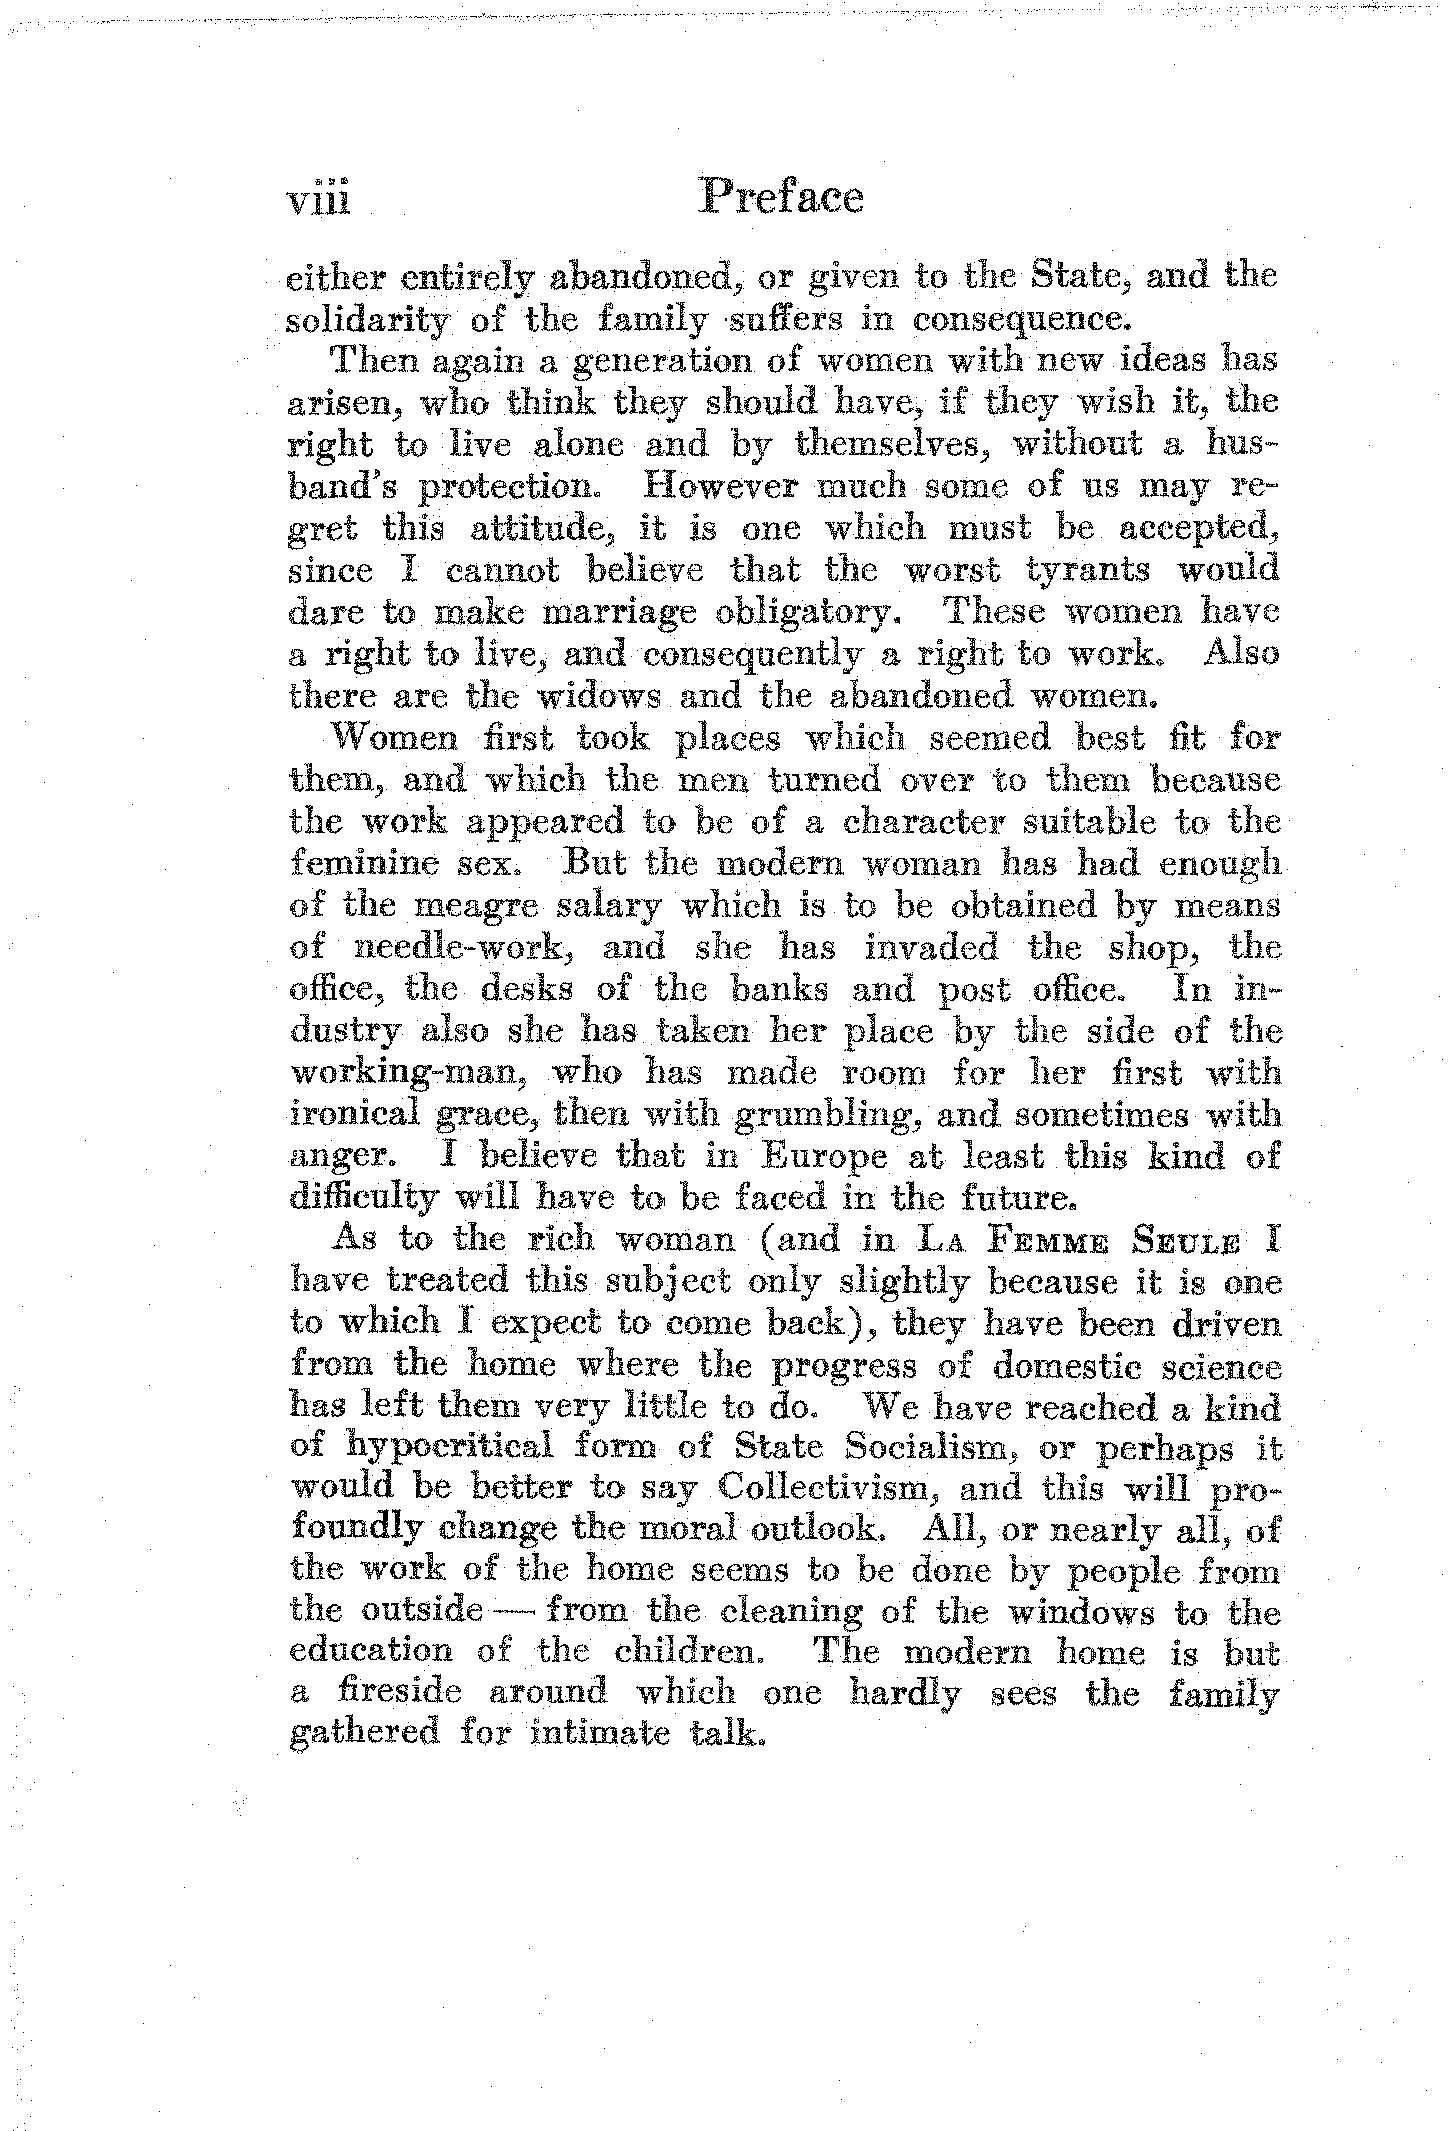 viii Preface
either entirely abandoned, or given to the State, and the
solidarity of the family suffers in consequence.
Then again a generation of women with new ideas has
arisen, who think they should have, if they wish it, the
right to live alone and by themselves, without a hus-
band's protection. However much some of us may re-
gret this attitude, it is one which must be accepted,
since I cannot believe that the worst tyrants would
dare to make marriage obligatory. These women have
a right to live, and consequently a right to work. Also
there are the widows and the abandoned women.
Women first took places which seemed best fit for
them, and which the men turned over to them because
the work appeared to be of a character suitable to the
feminine sex. But the modern woman has had enough
of the meagre salary which is to be obtained by means
of needle-work, and she has invaded the shop, the
office, the desks of the banks and post office. In in-
dustry also she has taken her place by the side of the
working-man, who has made room for her first with
ironical grace, then with grumbling, and sometimes with
anger. I believe that in Europe at least this kind of
difficulty will have to be faced in the future.
As to the rich woman (and in LA FEMME SEULE I
have treated this subject only slightly because it is one
to which I expect to come back), they have been driven
from the home where the progress of domestic science
has left them very little to do. We have reached a kind
of hypocritical form of State Socialism, or perhaps it
would be better to say Collectivism, and this will pro-
foundly change the moral outlook. All, or nearly all, of
the work of the home seems to be done by people from
the outside — from the cleaning of the windows to the
education of the children. The modern home is but
a fireside around which one hardly sees the family
gathered for intimate talk.